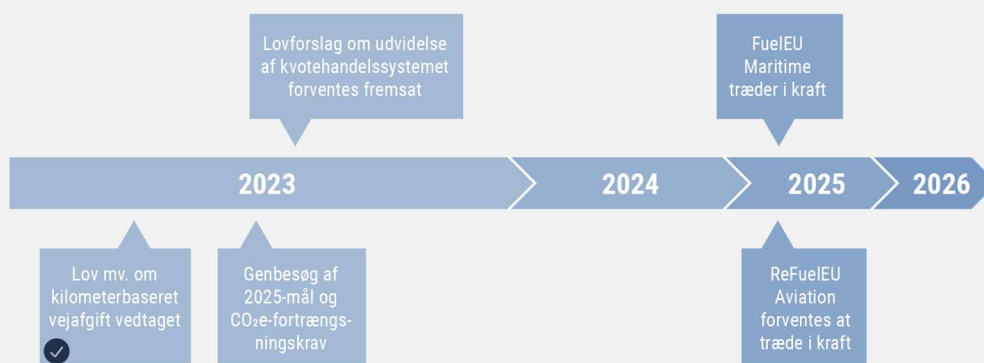 Lovforslag om udvidelse
af kvotehandelssystemet
forventes fremsat
FuelEU
Maritime
træder i kraft
2023
2024
2025
2026
Lov mv. om
kilometerbaseret
vejafgift vedtaget
Genbesøg af
2025-mål og
CO₂e-fortrængs-
ningskrav
ReFuelEU
Aviation
forventes at
træde i kraft